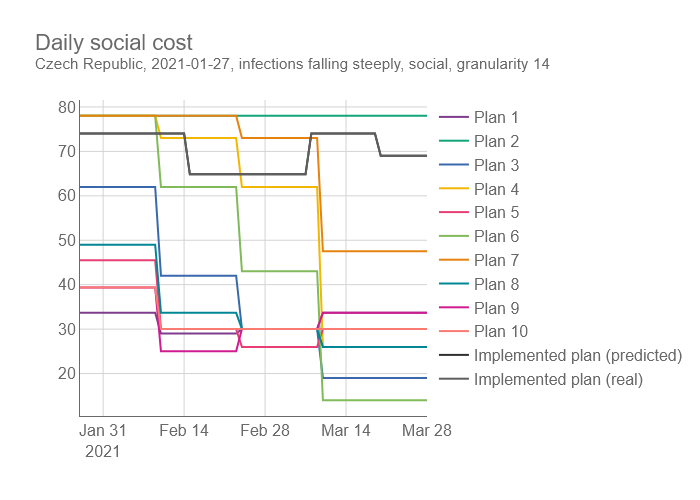 Daily social cost
Czech Republic, 2021-01-27, infections falling steeply, social, granularity 14
80
70
60
50
40
30
20
Jan 31
2021
Feb 14
Feb 28
Mar 14
Mar 28
Plan 1
Plan 2
Plan 3
Plan 4
Plan 5
Plan 6
Plan 7
Plan 8
Plan 9
Plan 10
Implemented plan (predicted)
Implemented plan (real)